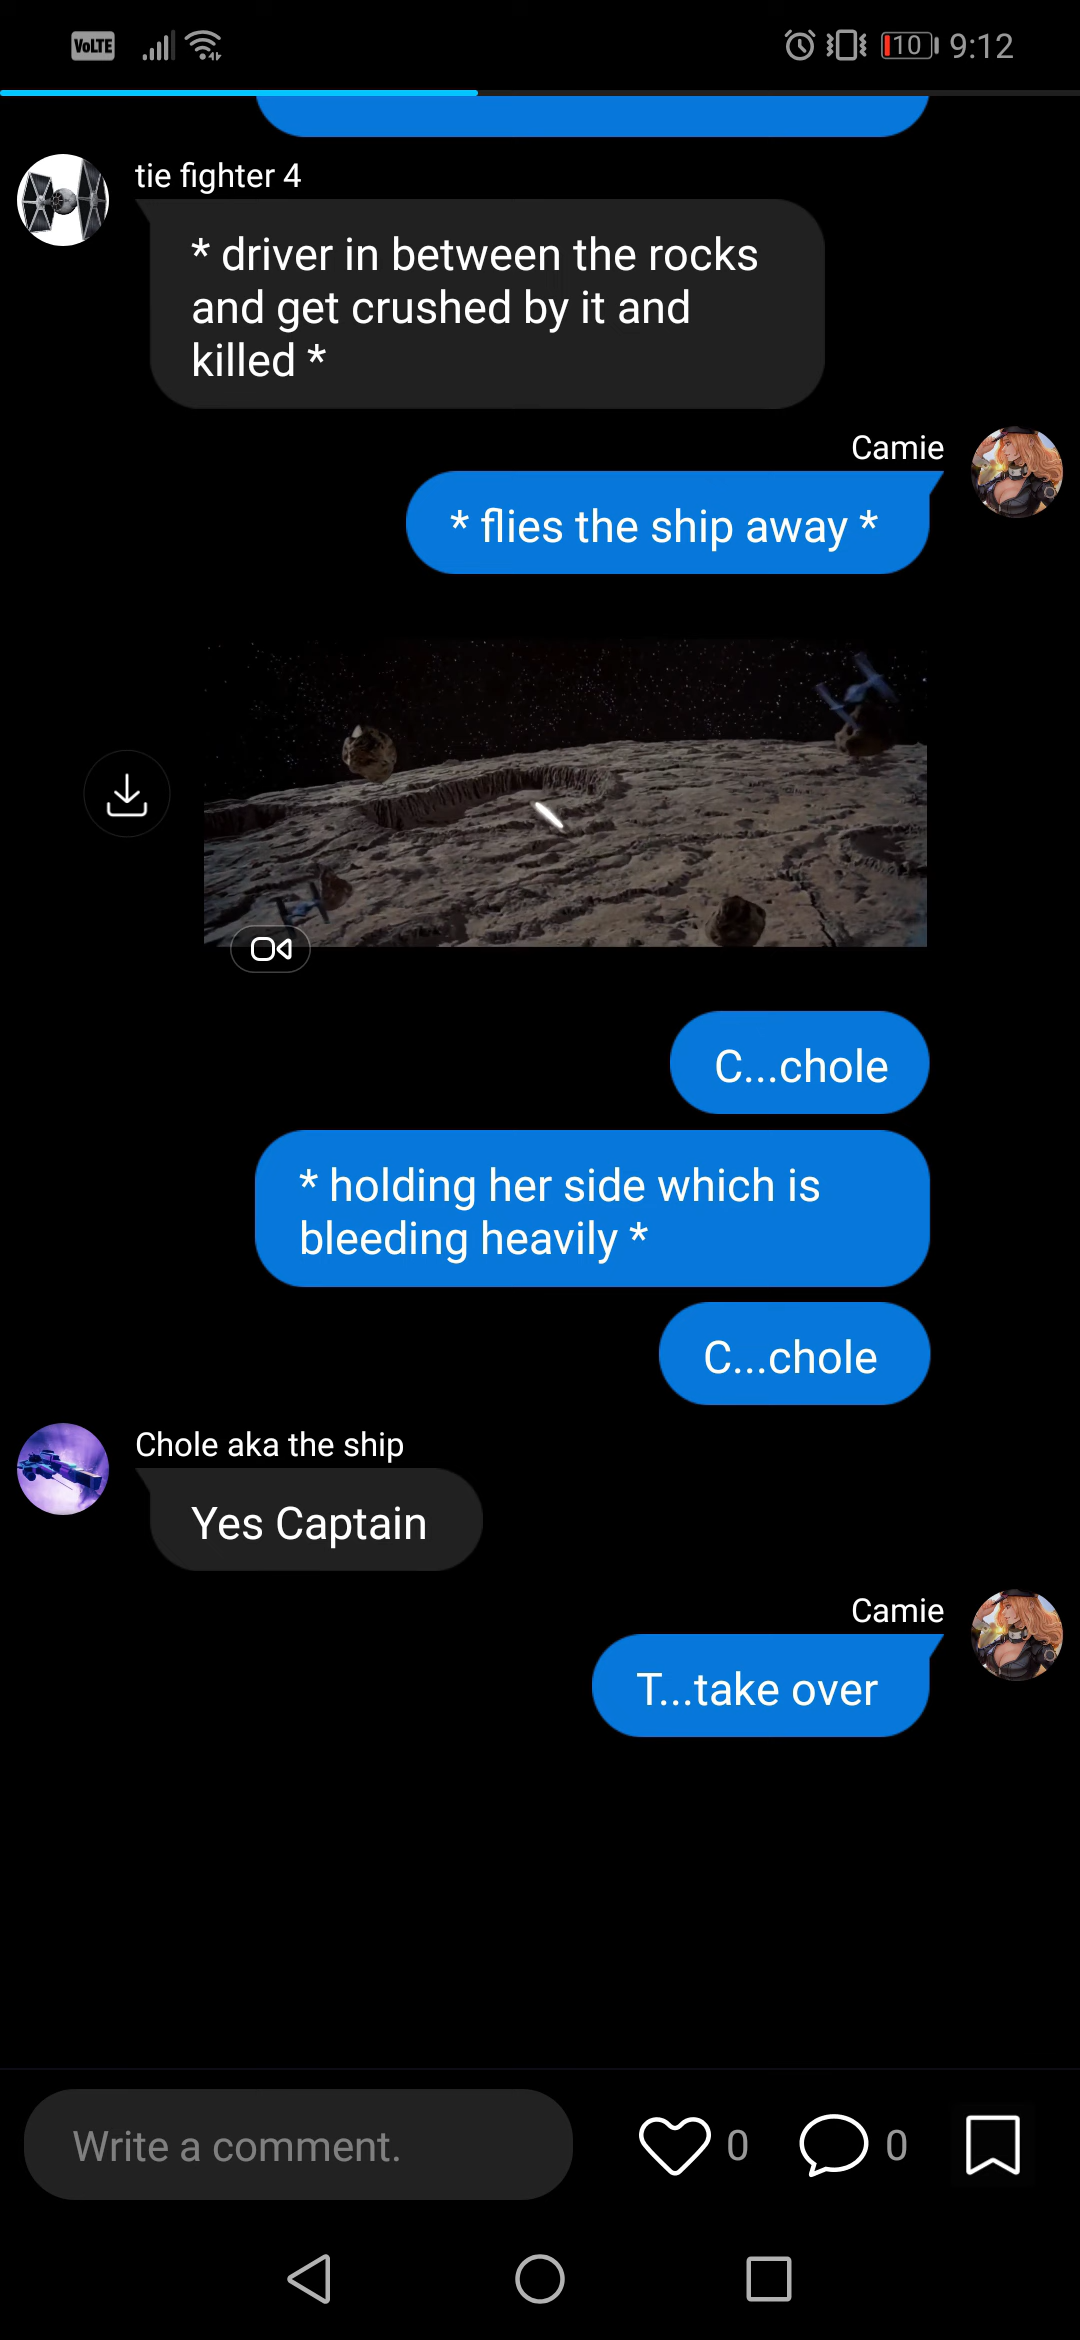 VoLTE
10
9:12
tie fighter 4
* driver in between the rocks
and get crushed by it and
killed *
Camie
* flies the ship away *
C...chole
* holding her side which is
bleeding heavily *
C...chole
Chole aka the ship
Yes Captain
Camie
T...take over
Write a comment.
0
0